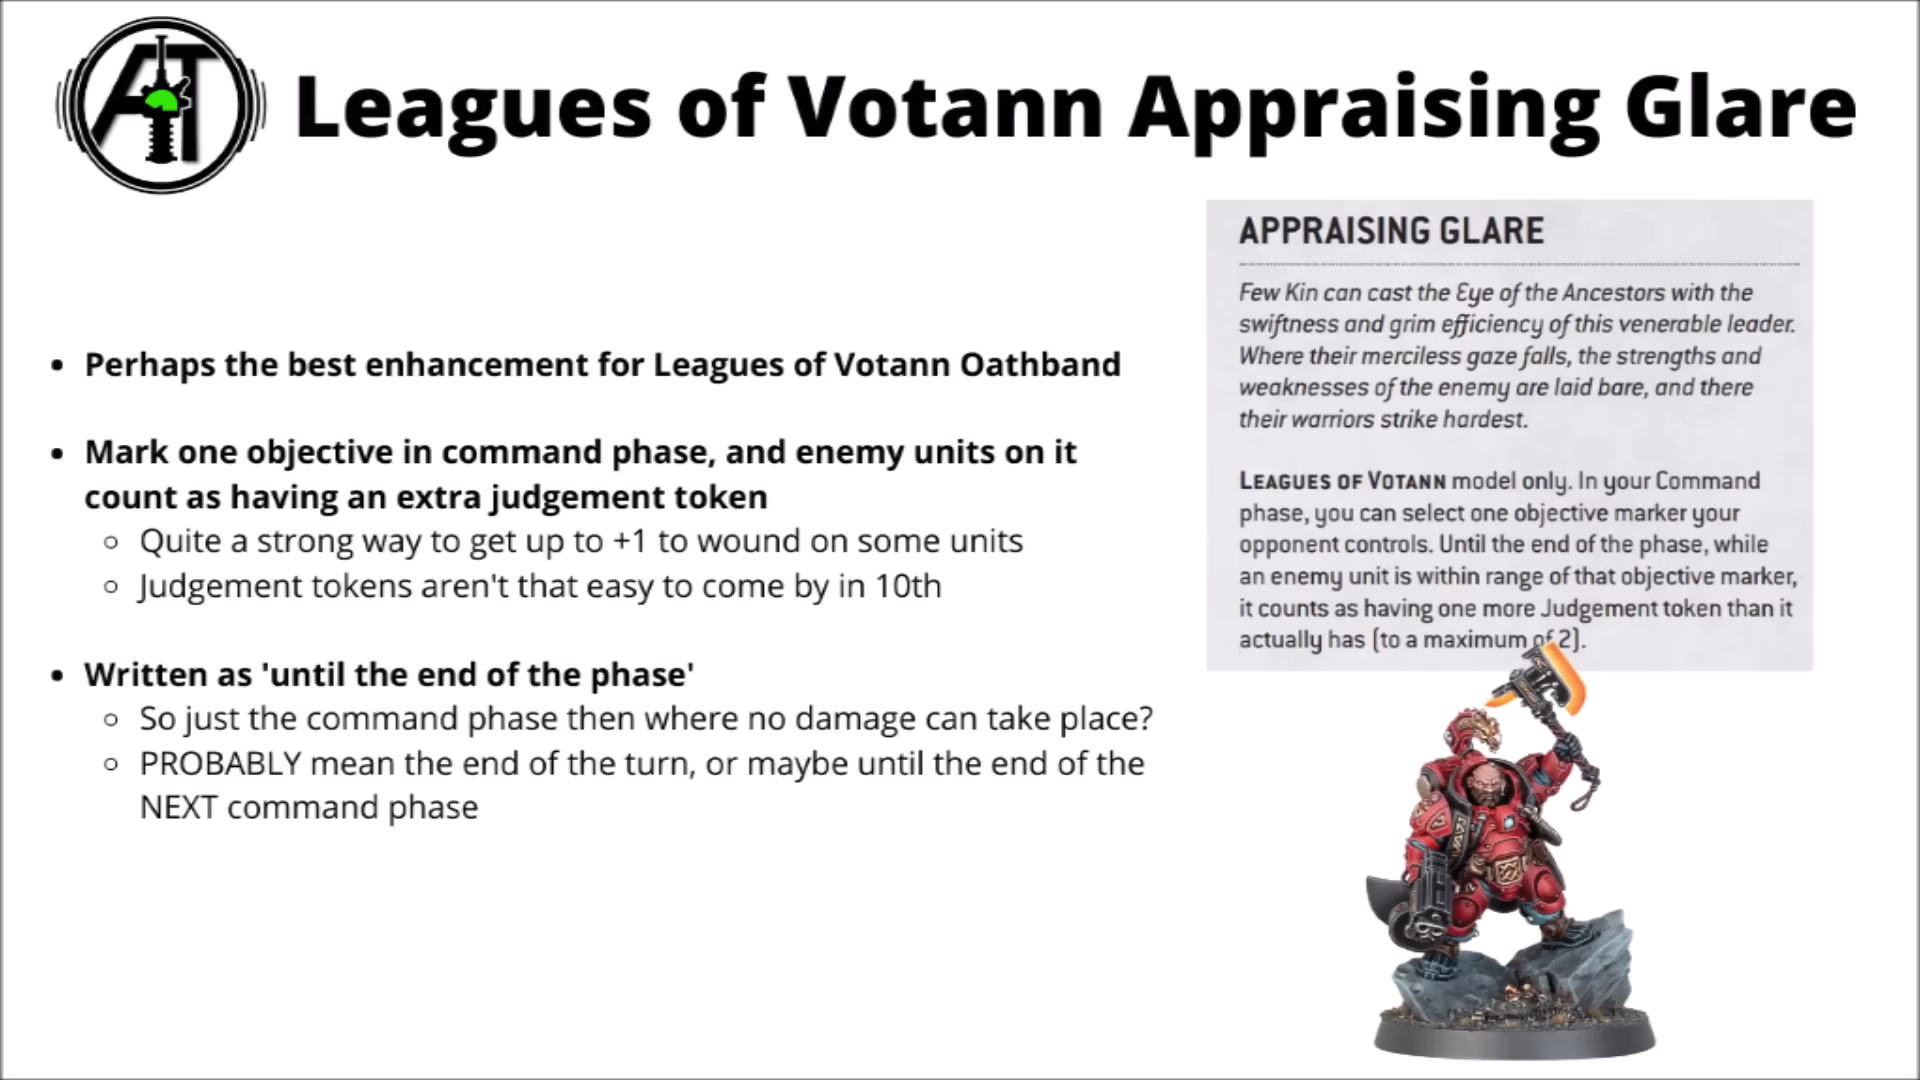 AT
Leagues of Votann Appraising Glare
• Perhaps the best enhancement for Leagues of Votann Oathband
• Mark one objective in command phase, and enemy units on it
count as having an extra judgement token
○ Quite a strong way to get up to +1 to wound on some units
○ Judgement tokens aren't that easy to come by in 10th
• Written as 'until the end of the phase'
○ So just the command phase then where no damage can take place?
○ PROBABLY mean the end of the turn, or maybe until the end of the
NEXT command phase
APPRAISING GLARE
Few Kin can cast the Eye of the Ancestors with the
swiftness and grim efficiency of this venerable leader.
Where their merciless gaze falls, the strengths and
weaknesses of the enemy are laid bare, and there
their warriors strike hardest.
LEAGUES OF VOTANN model only. In your Command
phase, you can select one objective marker your
opponent controls. Until the end of the phase, while
an enemy unit is within range of that objective marker,
it counts as having one more Judgement token than it
actually has (to a maximum of 2).